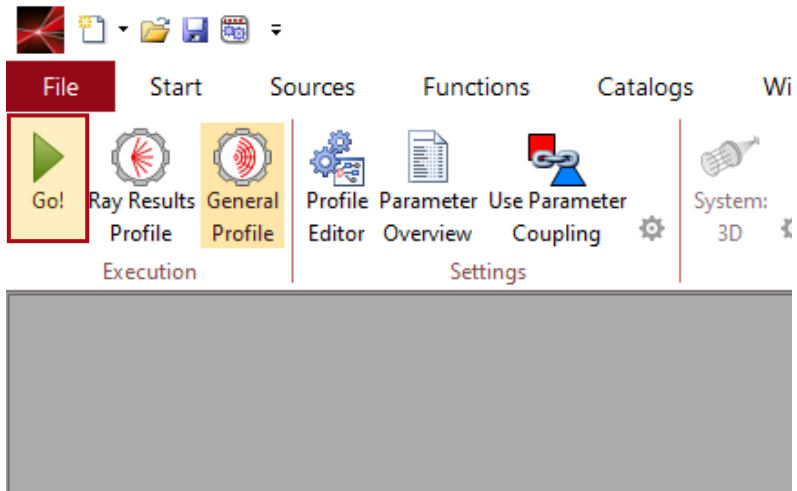 File Start Sources Functions Catalogs Wi
Go! Ray Results General Profile Parameter Use Parameter System:
Profile Profile Editor Overview Coupling 3D
Execution Settings